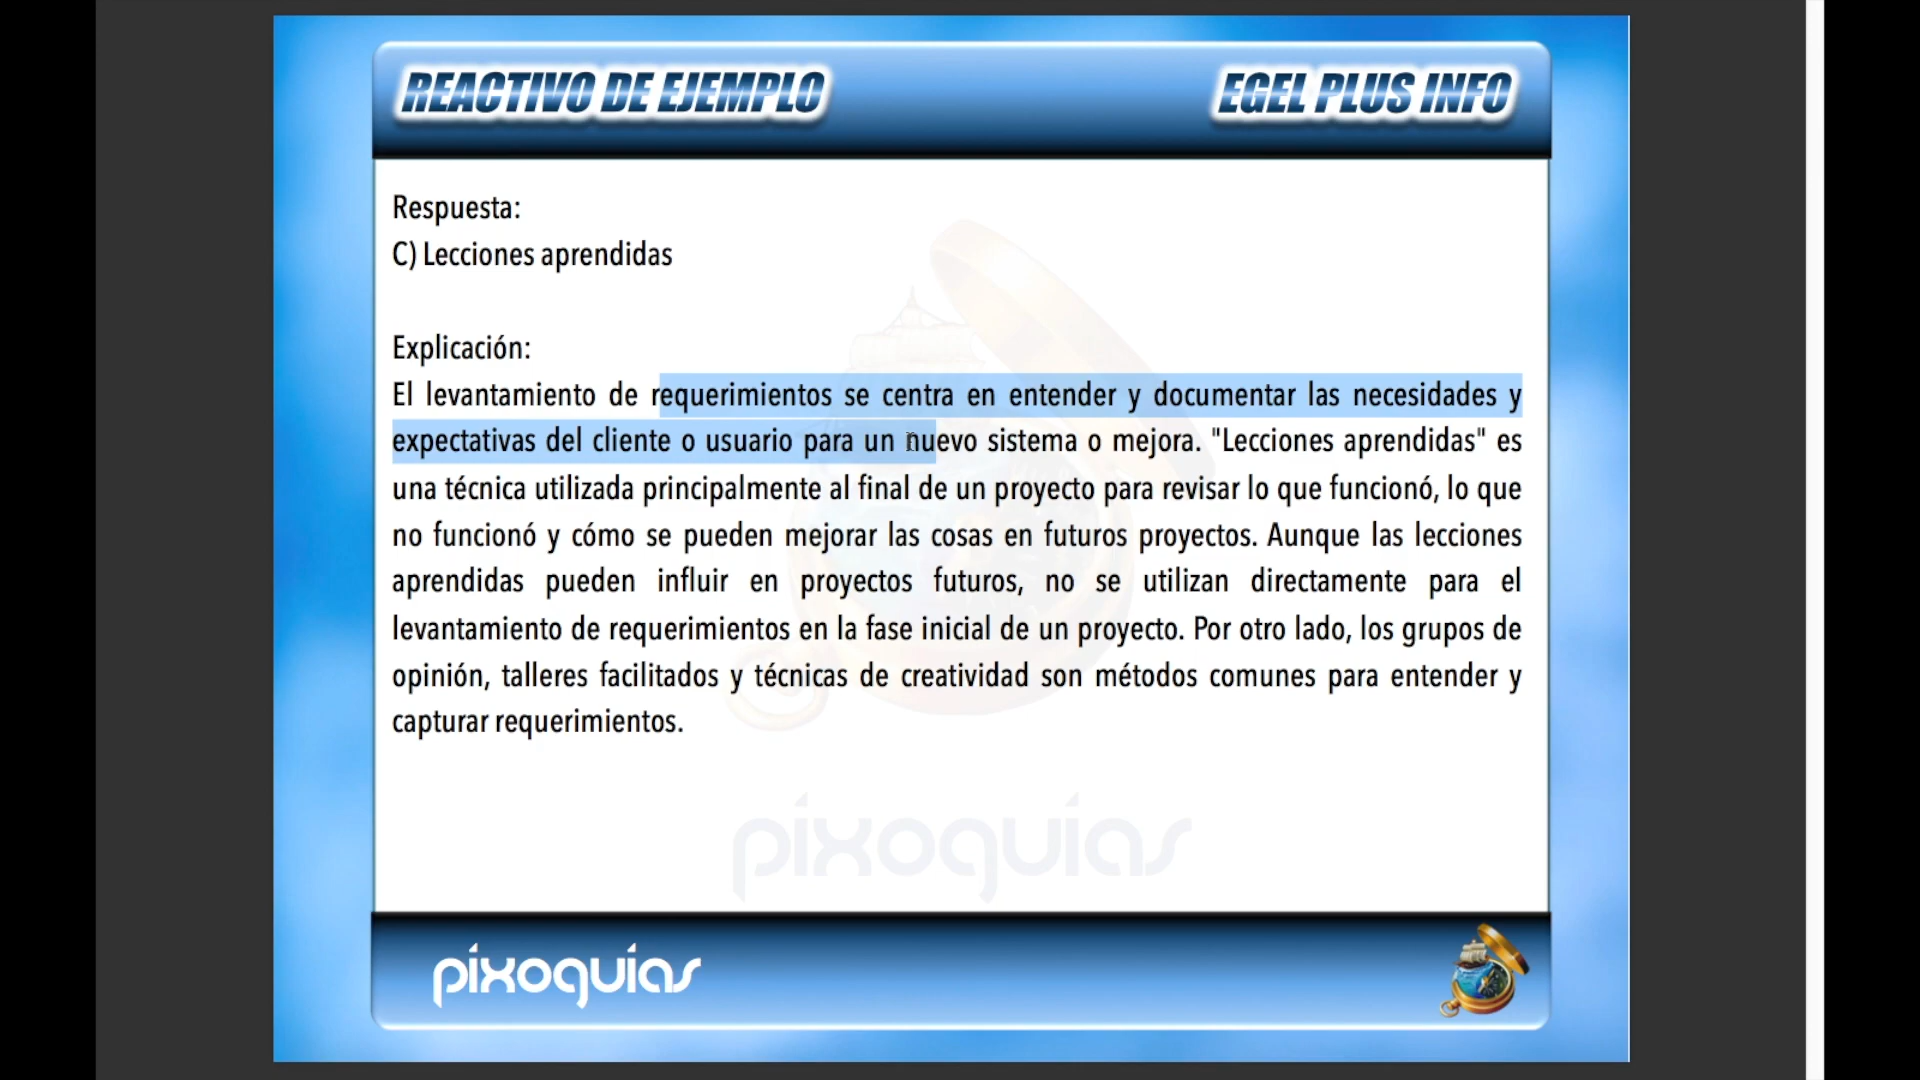 REACTIVO DE EJEMPLO
EGEL PLUS INFO
Respuesta:
C) Lecciones aprendidas
Explicación:
El levantamiento de requerimientos se centra en entender y documentar las necesidades y
expectativas del cliente o usuario para un nuevo sistema o mejora. "Lecciones aprendidas" es
una técnica utilizada principalmente al final de un proyecto para revisar lo que funcionó, lo que
no funcionó y cómo se pueden mejorar las cosas en futuros proyectos. Aunque las lecciones
aprendidas pueden influir en proyectos futuros, no se utilizan directamente para el
levantamiento de requerimientos en la fase inicial de un proyecto. Por otro lado, los grupos de
opinión, talleres facilitados y técnicas de creatividad son métodos comunes para entender y
capturar requerimientos.
pixoguías
pixoguías